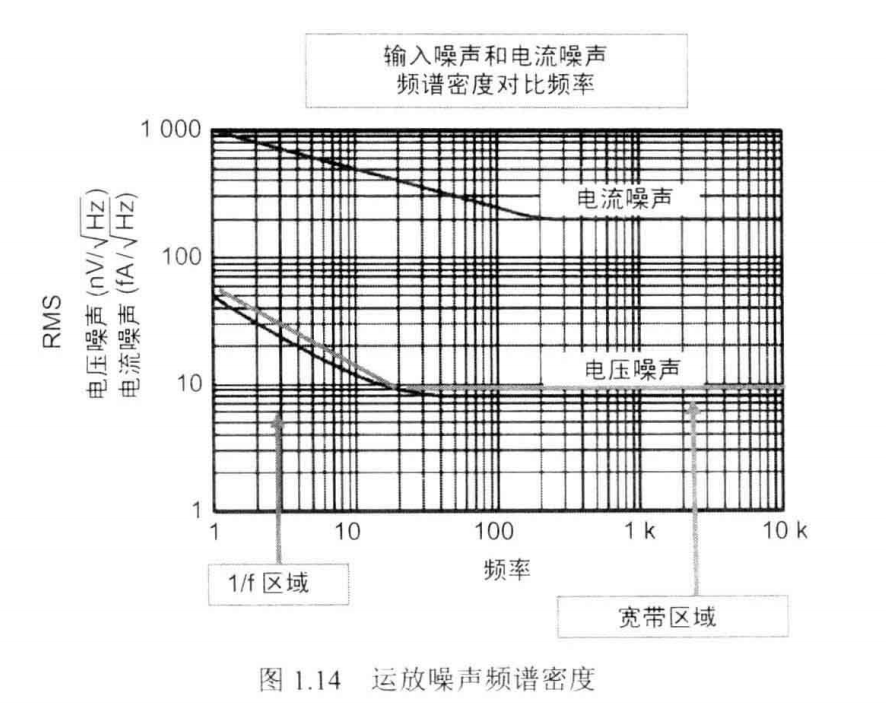 输入噪声和电流噪声
频谱密度对比频率
1 000
100
10
1
RMS
电压噪声 (nV/√Hz)
电流噪声 (fA/√Hz)
电流噪声
电压噪声
1
10
100
1 k
10 k
频率
1/f 区域
宽带区域
图 1.14 运放噪声频谱密度